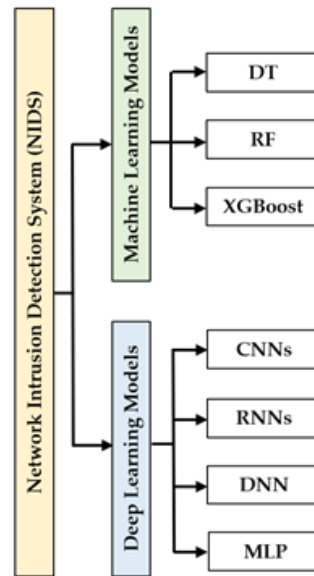 Network Intrusion Detection System (NIDS)
Machine Learning Models
DT
RF
XGBoost
Deep Learning Models
CNNs
RNNs
DNN
MLP